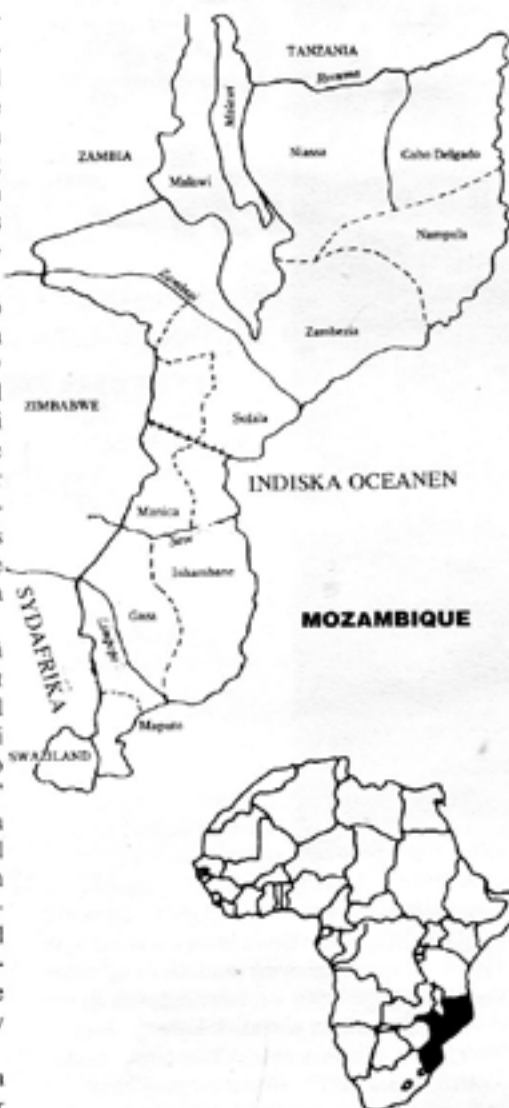 TANZANIA
Rovuma
Malawi
ZAMBIA
Niassa
Cabo Delgado
Malawi
Nampula
Zambezi
Zambezia
ZIMBABWE
Sofala
INDISKA OCEANEN
Manica
Save
Inhambane
SYDAFRIKA
Gaza
Limpopo
MOZAMBIQUE
Maputo
SWAZILAND